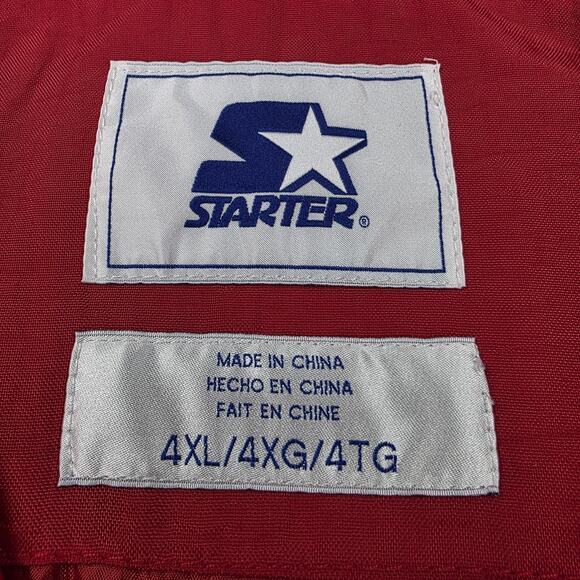 STARTER®
MADE IN CHINA
HECHO EN CHINA
FAIT EN CHINE
4XL/4XG/4TG